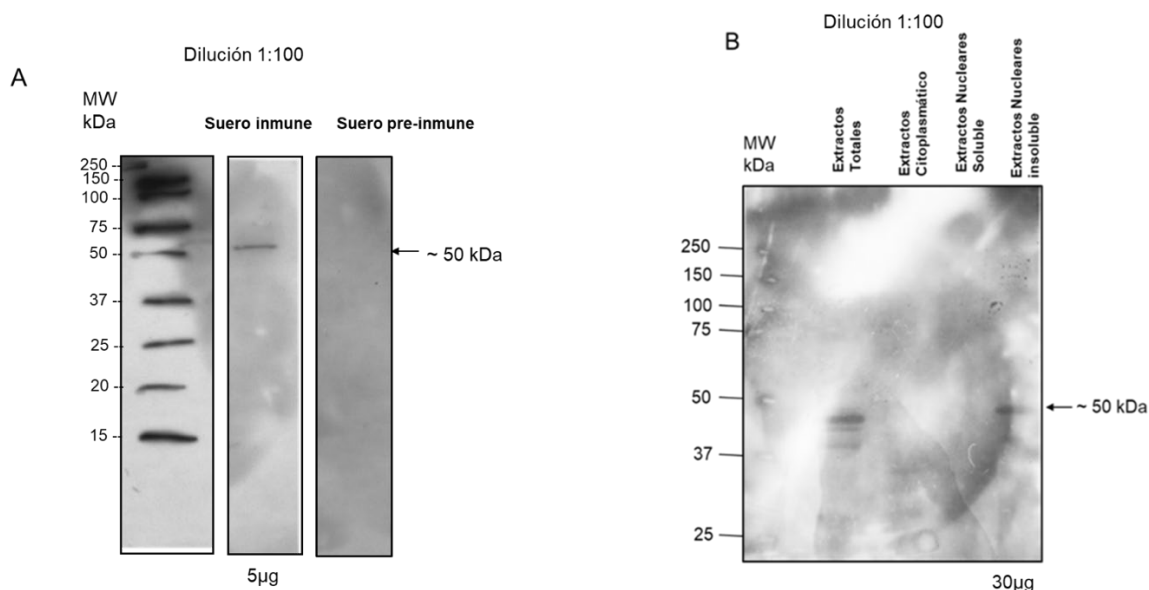 A
Dilución 1:100
MW
kDa
Suero inmune
Suero pre-inmune
250 --
150 --
100 --
75 --
50 --
37 --
25 --
20 --
15 --
~ 50 kDa
5µg
B
Dilución 1:100
MW
kDa
Extractos
Totales
Extractos
Citoplasmático
Extractos Nucleares
Soluble
Extractos Nucleares
insoluble
250
150
100
75
50
37
25
~ 50 kDa
30µg